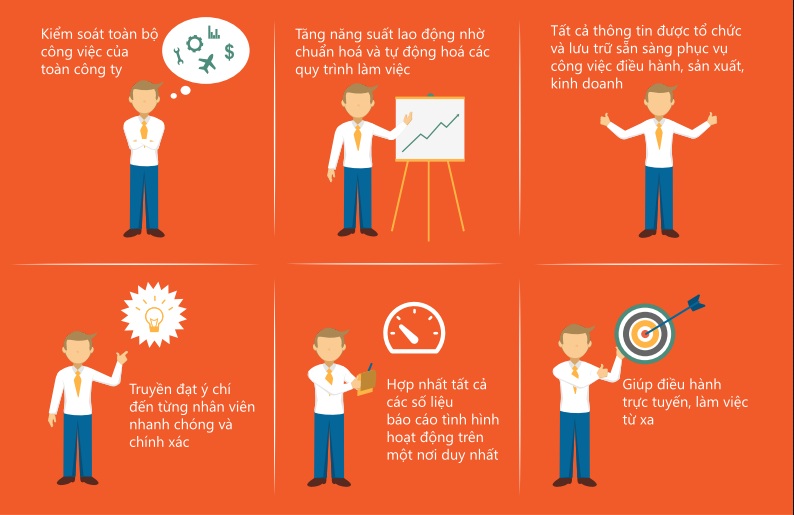 Kiểm soát toàn bộ
công việc của
toàn công ty
Tăng năng suất lao động nhờ
chuẩn hoá và tự động hoá các
quy trình làm việc
Tất cả thông tin được tổ chức
và lưu trữ sẵn sàng phục vụ
công việc điều hành, sản xuất,
kinh doanh
Truyền đạt ý chí
đến từng nhân viên
nhanh chóng và
chính xác
Hợp nhất tất cả
các số liệu
báo cáo tình hình
hoạt động trên
một nơi duy nhất
Giúp điều hành
trực tuyến, làm việc
từ xa